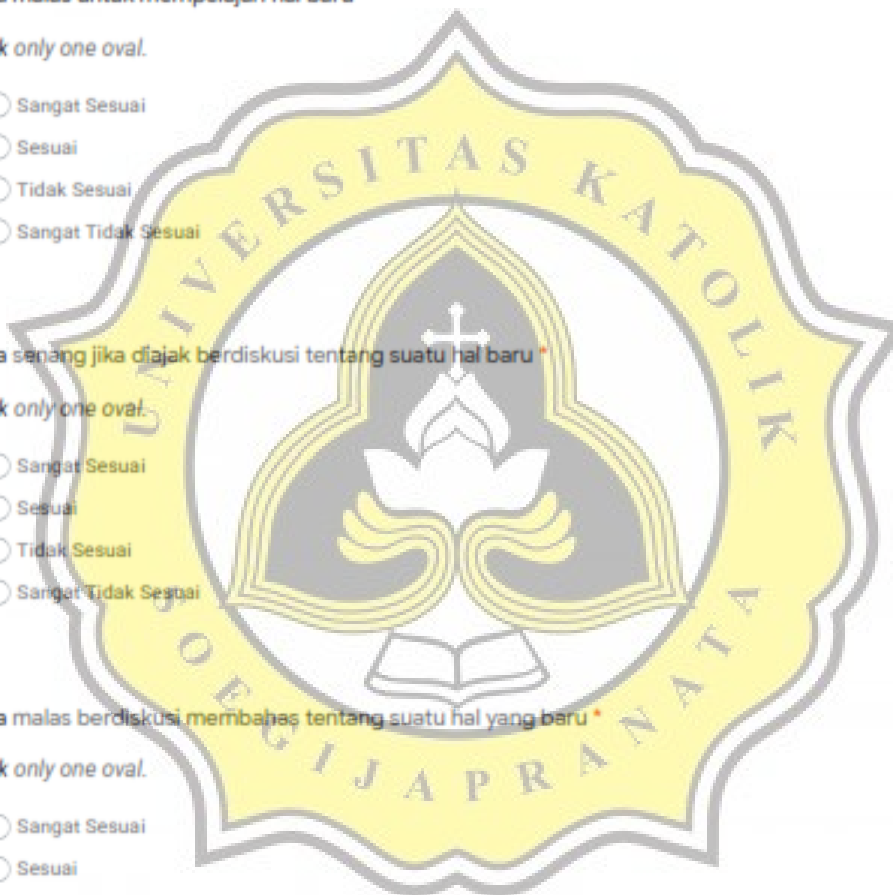 malas untuk mempelajari hal baru
only one oval.
Sangat Sesuai
Sesuai
Tidak Sesuai
Sangat Tidak Sesuai
a senang jika diajak berdiskusi tentang suatu hal baru *
k only one oval.
Sangat Sesuai
Sesuai
Tidak Sesuai
Sangat Tidak Sesuai
a malas berdiskusi membahas tentang suatu hal yang baru *
k only one oval.
Sangat Sesuai
Sesuai
UNIVERSITAS KATOLIK
SOEGIJAPRANATA